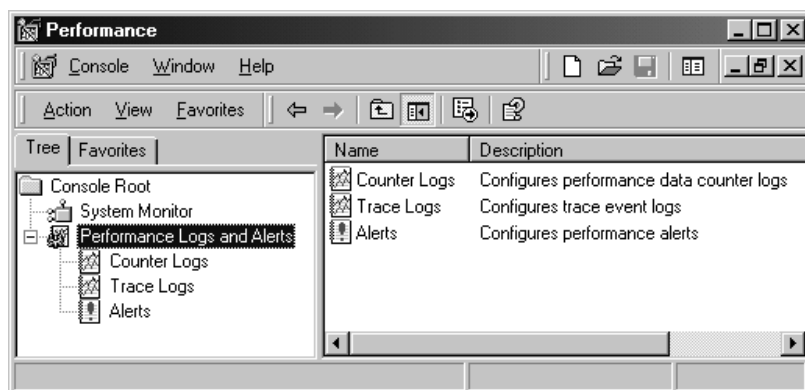 Performance
Console Window Help
Action View Favorites
Tree Favorites
Name Description
Console Root
System Monitor
Performance Logs and Alerts
Counter Logs
Trace Logs
Alerts
Counter Logs Configures performance data counter logs
Trace Logs Configures trace event logs
Alerts Configures performance alerts